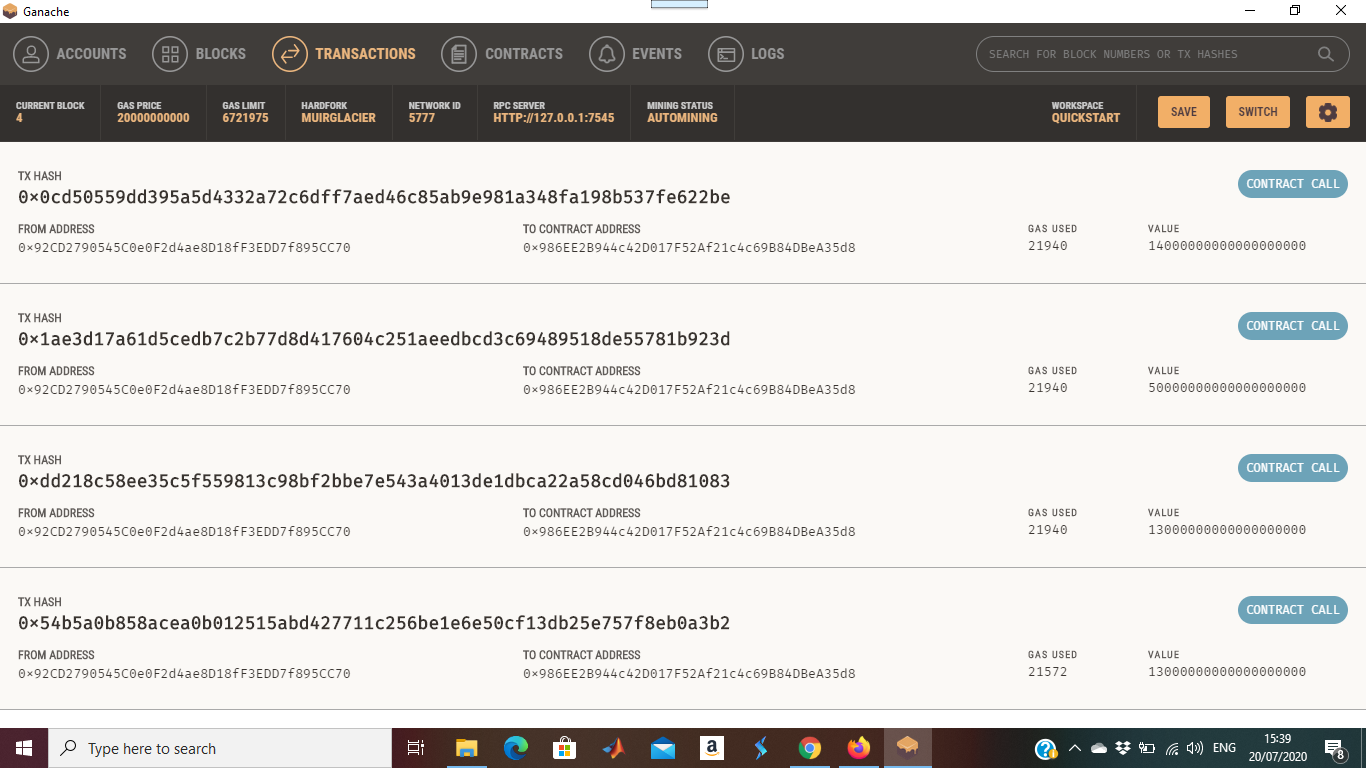 Ganache
ACCOUNTS BLOCKS TRANSACTIONS CONTRACTS EVENTS LOGS SEARCH FOR BLOCK NUMBERS OR TX HASHES
CURRENT BLOCK GAS PRICE GAS LIMIT HARDFORK NETWORK ID RPC SERVER MINING STATUS WORKSPACE
4 20000000000 6721975 MUIRGLACIER 5777 HTTP://127.0.0.1:7545 AUTOMINING QUICKSTART SAVE SWITCH
TX HASH
0×0cd50559dd395a5d4332a72c6dff7aed46c85ab9e981a348fa198b537fe622be
CONTRACT CALL
FROM ADDRESS TO CONTRACT ADDRESS GAS USED VALUE
0×92CD2790545C0e0F2d4ae8D18fF3EDD7f895CC70 0×986EE2B944c42D017F52Af21c4c69B84DBeA35d8 21940 14000000000000000000
TX HASH
0×1ae3d17a61d5cedb7c2b77d8d417604c251aeedbcd3c69489518de55781b923d
CONTRACT CALL
FROM ADDRESS TO CONTRACT ADDRESS GAS USED VALUE
0×92CD2790545C0e0F2d4ae8D18fF3EDD7f895CC70 0×986EE2B944c42D017F52Af21c4c69B84DBeA35d8 21940 50000000000000000000
TX HASH
0×dd218c58ee35c5f559813c98bf2bbe7e543a4013de1dbca22a58cd046bd81083
CONTRACT CALL
FROM ADDRESS TO CONTRACT ADDRESS GAS USED VALUE
0×92CD2790545C0e0F2d4ae8D18fF3EDD7f895CC70 0×986EE2B944c42D017F52Af21c4c69B84DBeA35d8 21940 13000000000000000000
TX HASH
0×54b5a0b858acea0b012515abd427711c256be1e6e50cf13db25e757f8eb0a3b2
CONTRACT CALL
FROM ADDRESS TO CONTRACT ADDRESS GAS USED VALUE
0×92CD2790545C0e0F2d4ae8D18fF3EDD7f895CC70 0×986EE2B944c42D017F52Af21c4c69B84DBeA35d8 21572 13000000000000000000
Type here to search
a
ENG
15:39
20/07/2020
8